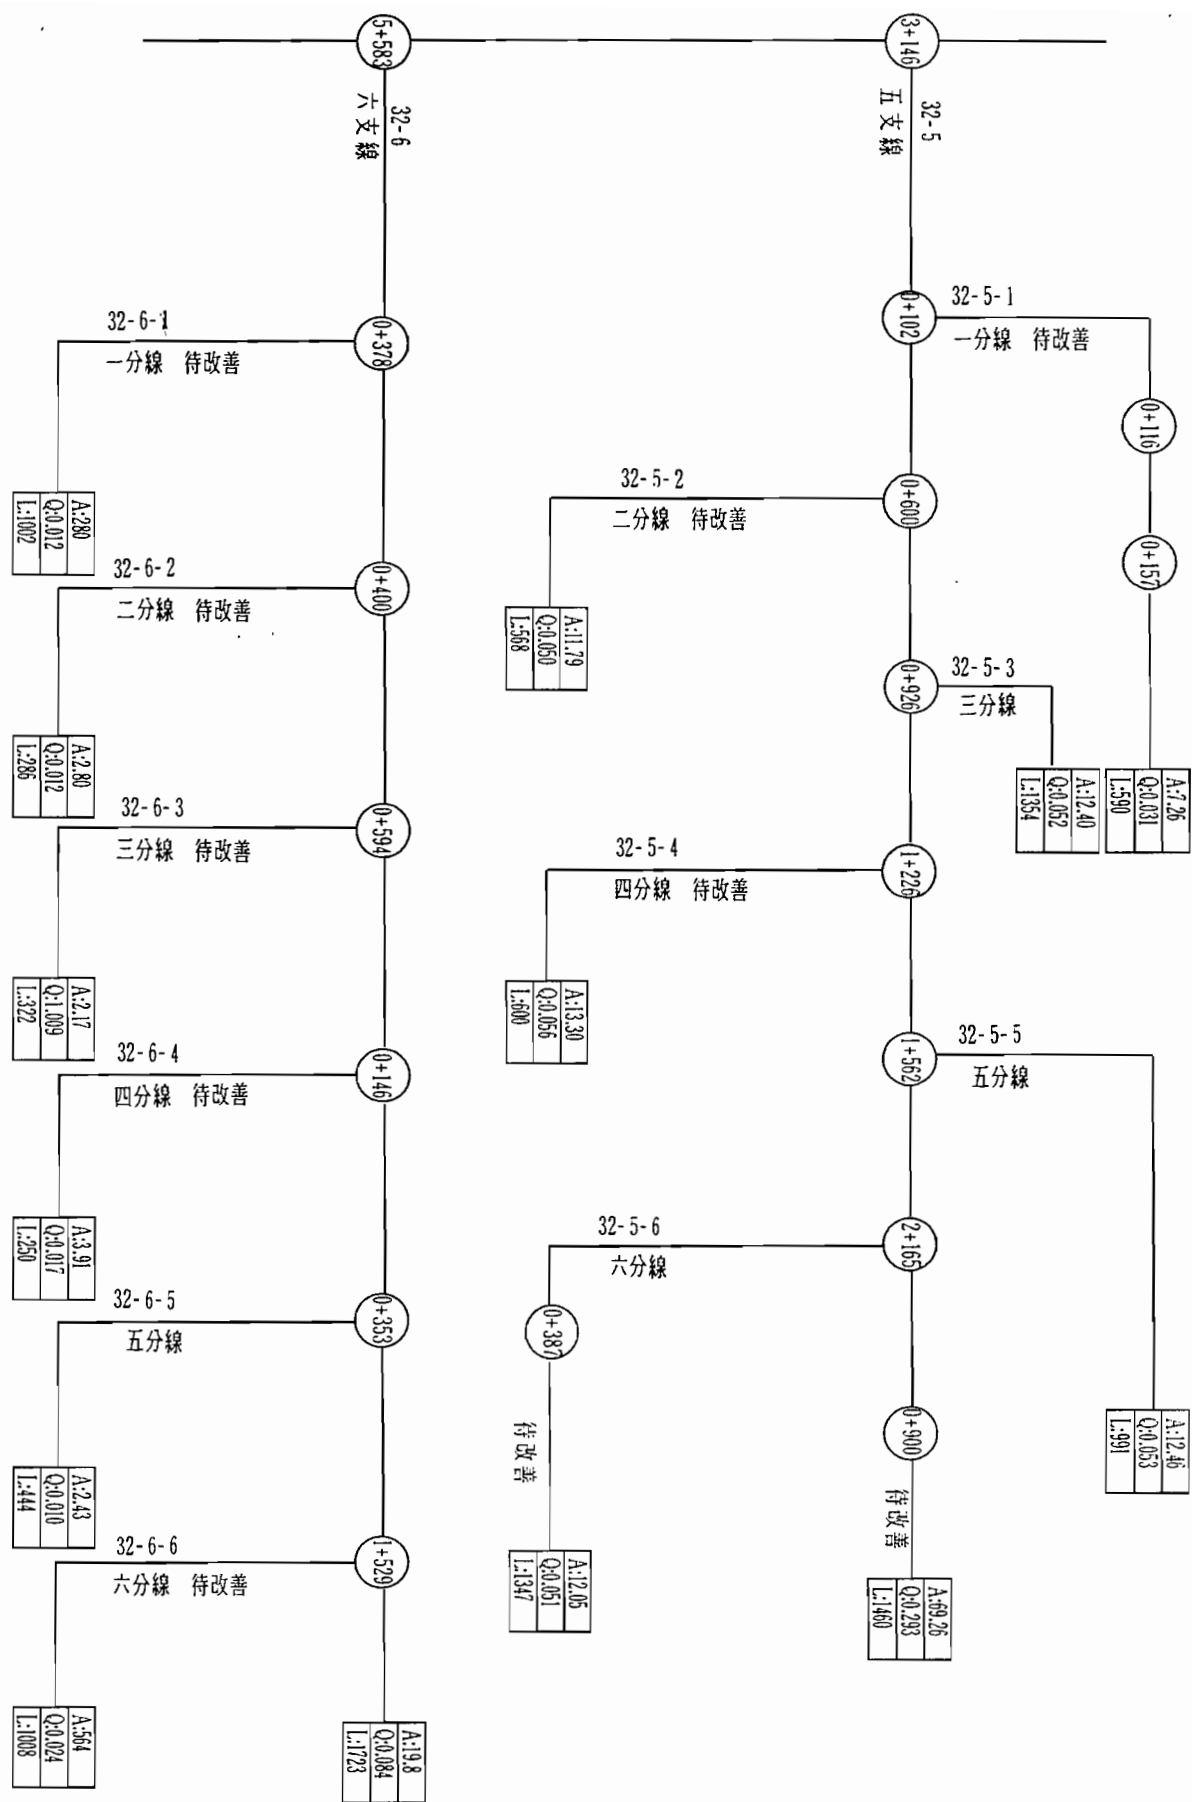 5+583
3+146
32-6
六支線
32-5
五支線
0+102
32-5-1
一分線 待改善
0+116
0+157
A:7.26
Q:0.031
L:590
0+600
32-5-2
二分線 待改善
A:11.79
Q:0.050
L:568
0+926
32-5-3
三分線
A:12.40
Q:0.052
L:1354
1+226
32-5-4
四分線 待改善
A:13.30
Q:0.056
L:600
1+562
32-5-5
五分線
A:12.46
Q:0.053
L:991
2+165
32-5-6
六分線
0+387
待改善
A:12.05
Q:0.051
L:1347
0+900
待改善
A:69.26
Q:0.293
L:1460
0+378
32-6-1
一分線 待改善
A:280
Q:0.012
L:1002
0+400
32-6-2
二分線 待改善
A:2.80
Q:0.012
L:286
0+594
32-6-3
三分線 待改善
A:2.17
Q:1.009
L:322
0+146
32-6-4
四分線 待改善
A:3.91
Q:0.017
L:250
0+353
32-6-5
五分線
A:2.43
Q:0.010
L:444
1+529
32-6-6
六分線 待改善
A:564
Q:0.024
L:1008
A:19.8
Q:0.084
L:1723